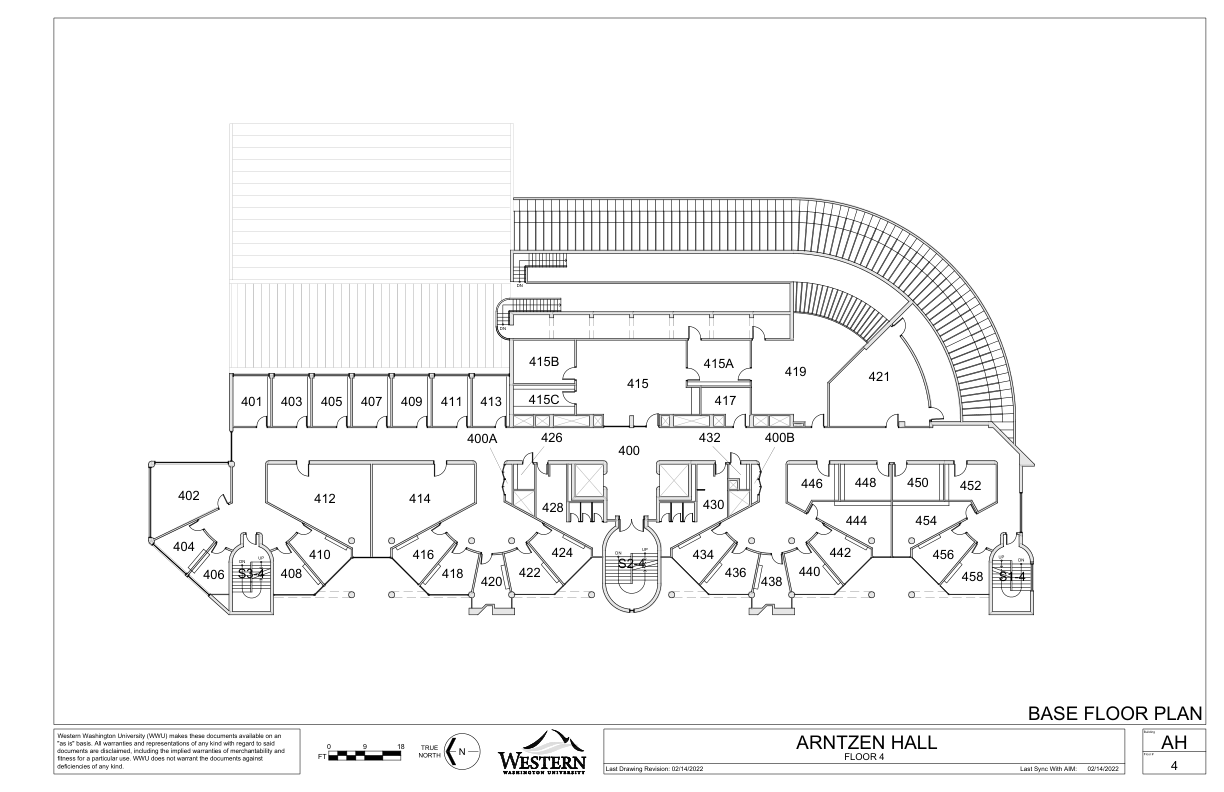 DN
DN
415B
415A
415
419
421
415C
417
401
403
405
407
409
411
413
400A
426
400
432
400B
402
412
414
428
430
446
448
450
452
444
454
404
406
S3-4
DN
UP
408
410
416
418
420
422
424
DN
UP
S2-4
434
436
438
440
442
456
458
UP
DN
S1-4
BASE FLOOR PLAN
Western Washington University (WWU) makes these documents available on an
"as is" basis. All warranties and representations of any kind with regard to said
documents are disclaimed, including the implied warranties of merchantability and
fitness for a particular use. WWU does not warrant the documents against
deficiencies of any kind.
FT
0 9 18
TRUE
NORTH
N
WESTERN
WASHINGTON UNIVERSITY
ARNTZEN HALL
FLOOR 4
Last Drawing Revision: 02/14/2022
Last Sync With AIM: 02/14/2022
Building
AH
Floor
4